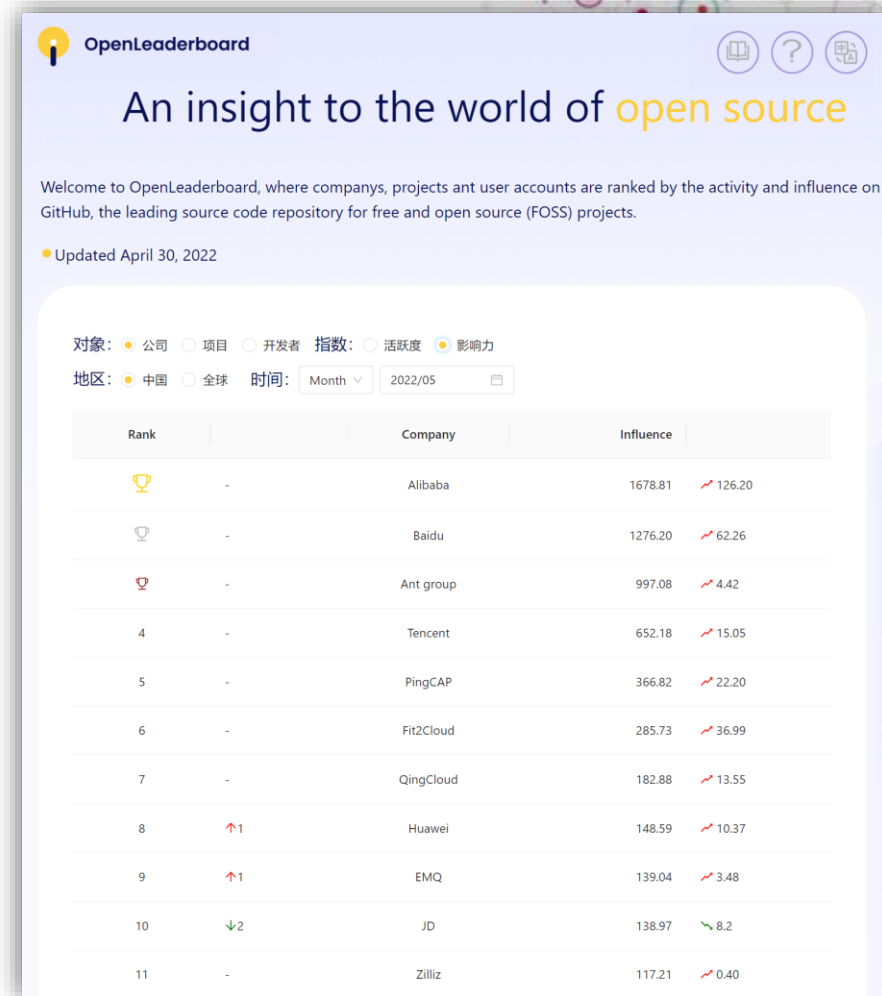 OpenLeaderboard
An insight to the world of open source
Welcome to OpenLeaderboard, where companys, projects ant user accounts are ranked by the activity and influence on
GitHub, the leading source code repository for free and open source (FOSS) projects.
Updated April 30, 2022
对象: 公司 项目 开发者 指数: 活跃度 影响力
地区: 中国 全球 时间: Month 2022/05
Rank Company Influence
- Alibaba 1678.81 126.20
- Baidu 1276.20 62.26
- Ant group 997.08 4.42
4 - Tencent 652.18 15.05
5 - PingCAP 366.82 22.20
6 - Fit2Cloud 285.73 36.99
7 - QingCloud 182.88 13.55
8 ↑1 Huawei 148.59 10.37
9 ↑1 EMQ 139.04 3.48
10 ↓2 JD 138.97 8.2
11 - Zilliz 117.21 0.40